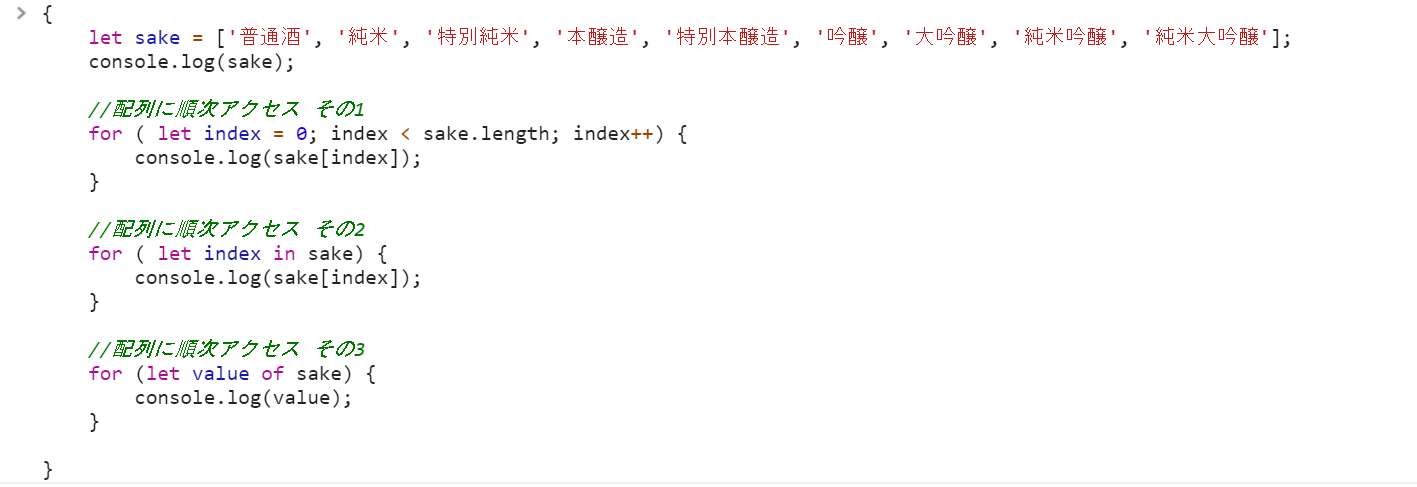 {
    let sake = ['普通酒', '純米', '特別純米', '本醸造', '特別本醸造', '吟醸', '大吟醸', '純米吟醸', '純米大吟醸'];
    console.log(sake);
    //配列に順次アクセス その1
    for ( let index = 0; index < sake.length; index++) {
        console.log(sake[index]);
    }
    //配列に順次アクセス その2
    for ( let index in sake) {
        console.log(sake[index]);
    }
    //配列に順次アクセス その3
    for (let value of sake) {
        console.log(value);
    }
}